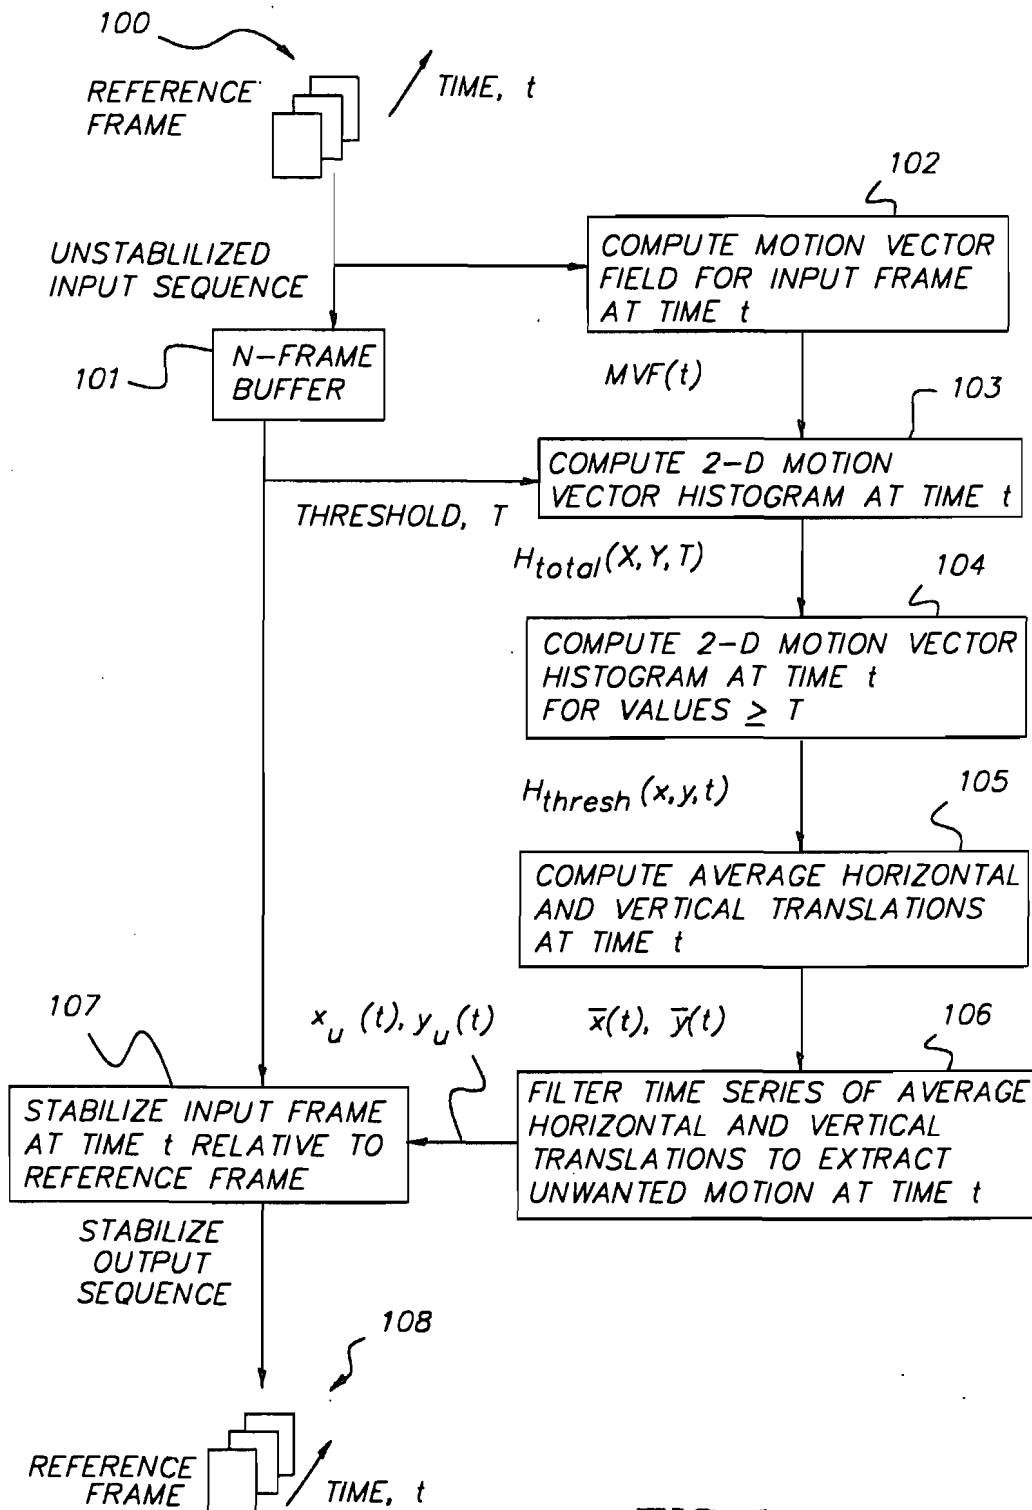 100
REFERENCE
FRAME
TIME, t
102
UNSTABLILIZED
INPUT SEQUENCE
COMPUTE MOTION VECTOR
FIELD FOR INPUT FRAME
AT TIME t
101
N-FRAME
BUFFER
MVF(t)
103
COMPUTE 2-D MOTION
VECTOR HISTOGRAM AT TIME t
THRESHOLD, T
Htotal(X,Y,T)
104
COMPUTE 2-D MOTION VECTOR
HISTOGRAM AT TIME t
FOR VALUES ≥ T
Hthresh(x,y,t)
105
COMPUTE AVERAGE HORIZONTAL
AND VERTICAL TRANSLATIONS
AT TIME t
107
xu(t), yu(t)
x̄(t), ȳ(t)
106
STABILIZE INPUT FRAME
AT TIME t RELATIVE TO
REFERENCE FRAME
FILTER TIME SERIES OF AVERAGE
HORIZONTAL AND VERTICAL
TRANSLATIONS TO EXTRACT
UNWANTED MOTION AT TIME t
STABILIZE
OUTPUT
SEQUENCE
108
REFERENCE
FRAME
TIME, t